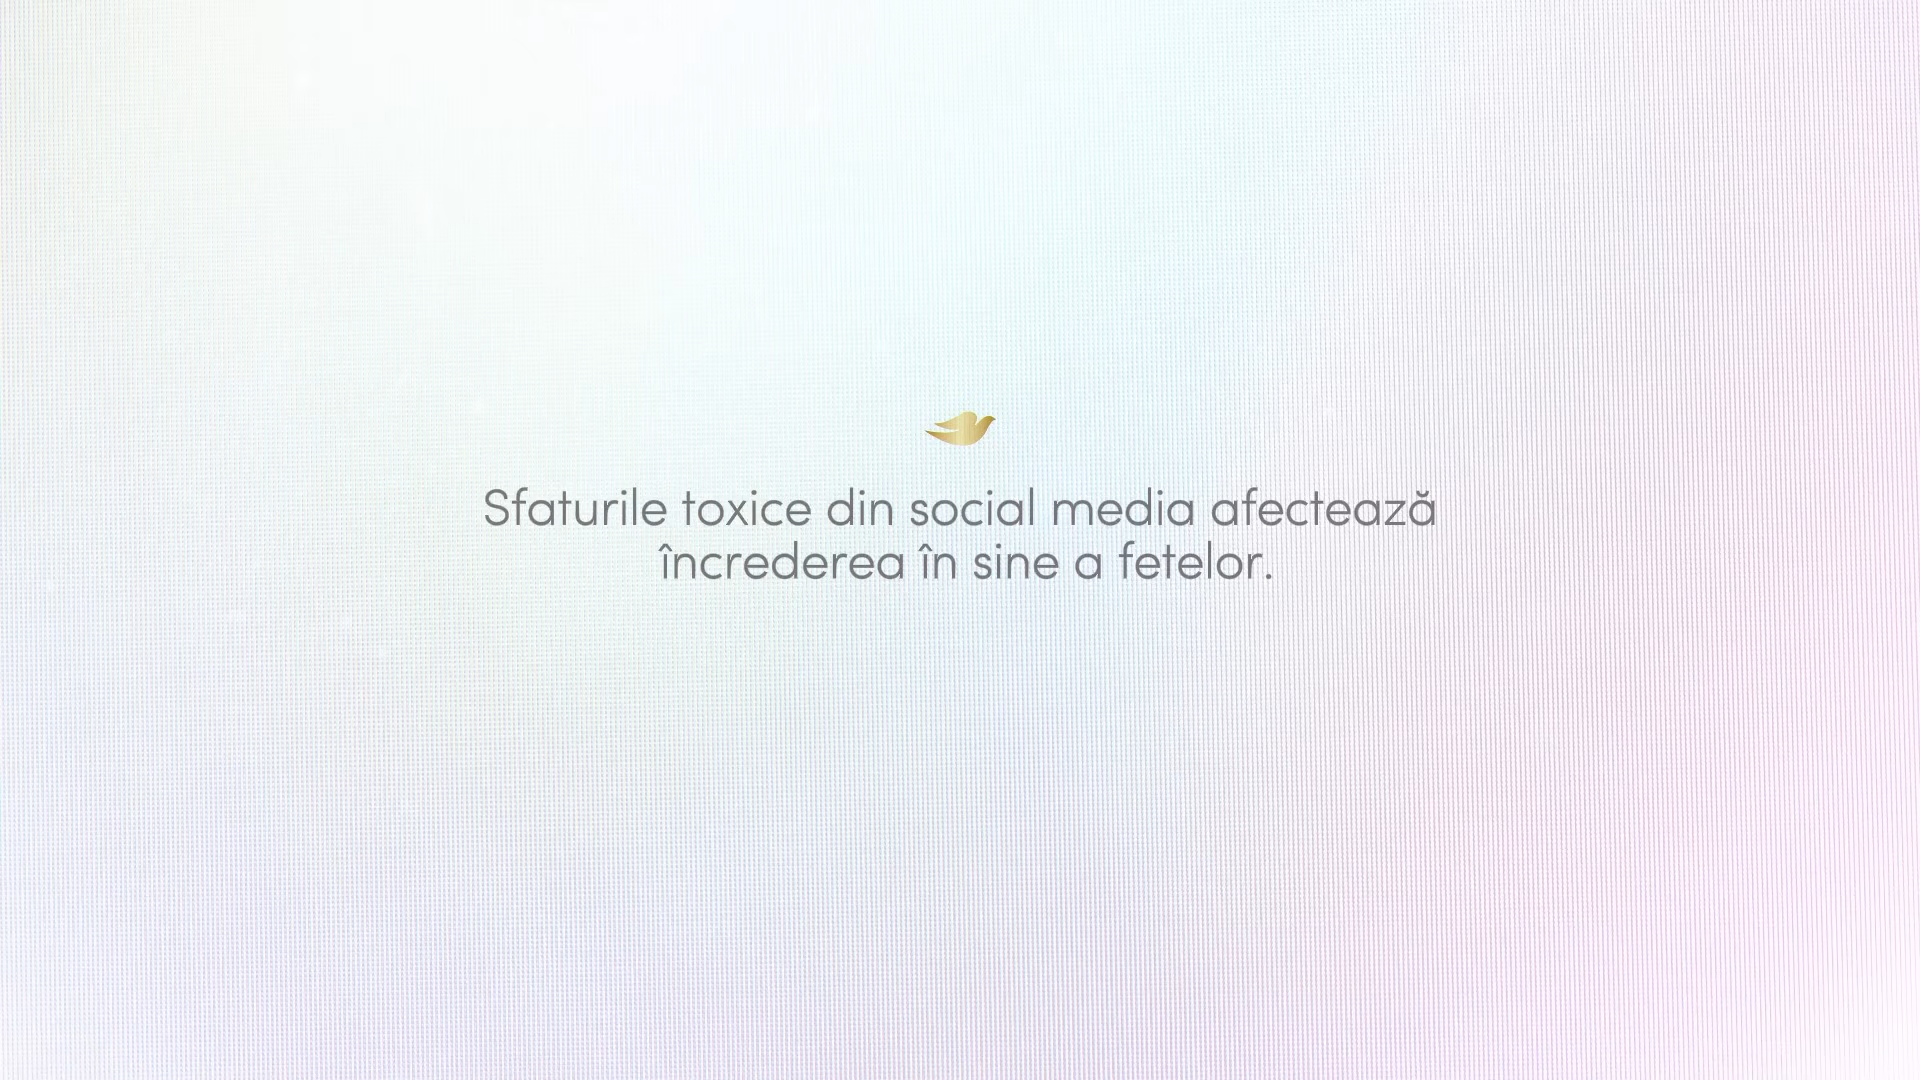 Sfaturile toxice din social media afectează
încrederea în sine a fetelor.